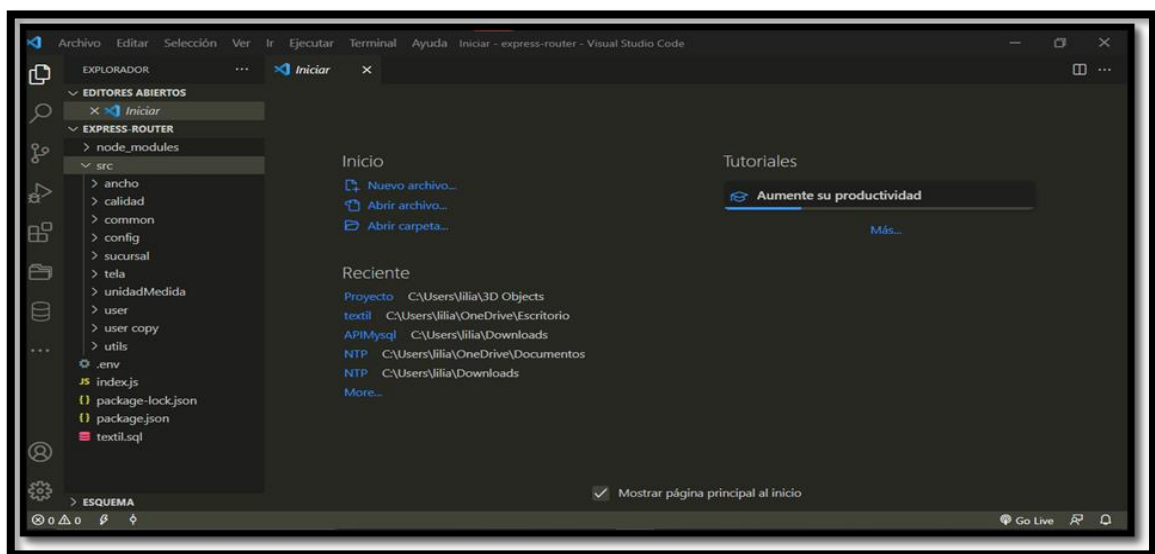 Archivo Editar Selección Ver Ir Ejecutar Terminal Ayuda Iniciar - express-router - Visual Studio Code
EXPLORADOR
Iniciar
EDITORES ABIERTOS
Iniciar
EXPRESS-ROUTER
node_modules
src
ancho
calidad
common
config
sucursal
tela
unidadMedida
user
user copy
utils
.env
JS index.js
{} package-lock.json
{} package.json
textil.sql
ESQUEMA
Inicio
Nuevo archivo...
Abrir archivo...
Abrir carpeta...
Reciente
Proyecto C:\Users\lilia\3D Objects
textil C:\Users\lilia\OneDrive\Escritorio
APIMysql C:\Users\lilia\Downloads
NTP C:\Users\lilia\OneDrive\Documentos
NTP C:\Users\lilia\Downloads
More...
Tutoriales
Aumente su productividad
Más...
Mostrar página principal al inicio
0 0
Go Live